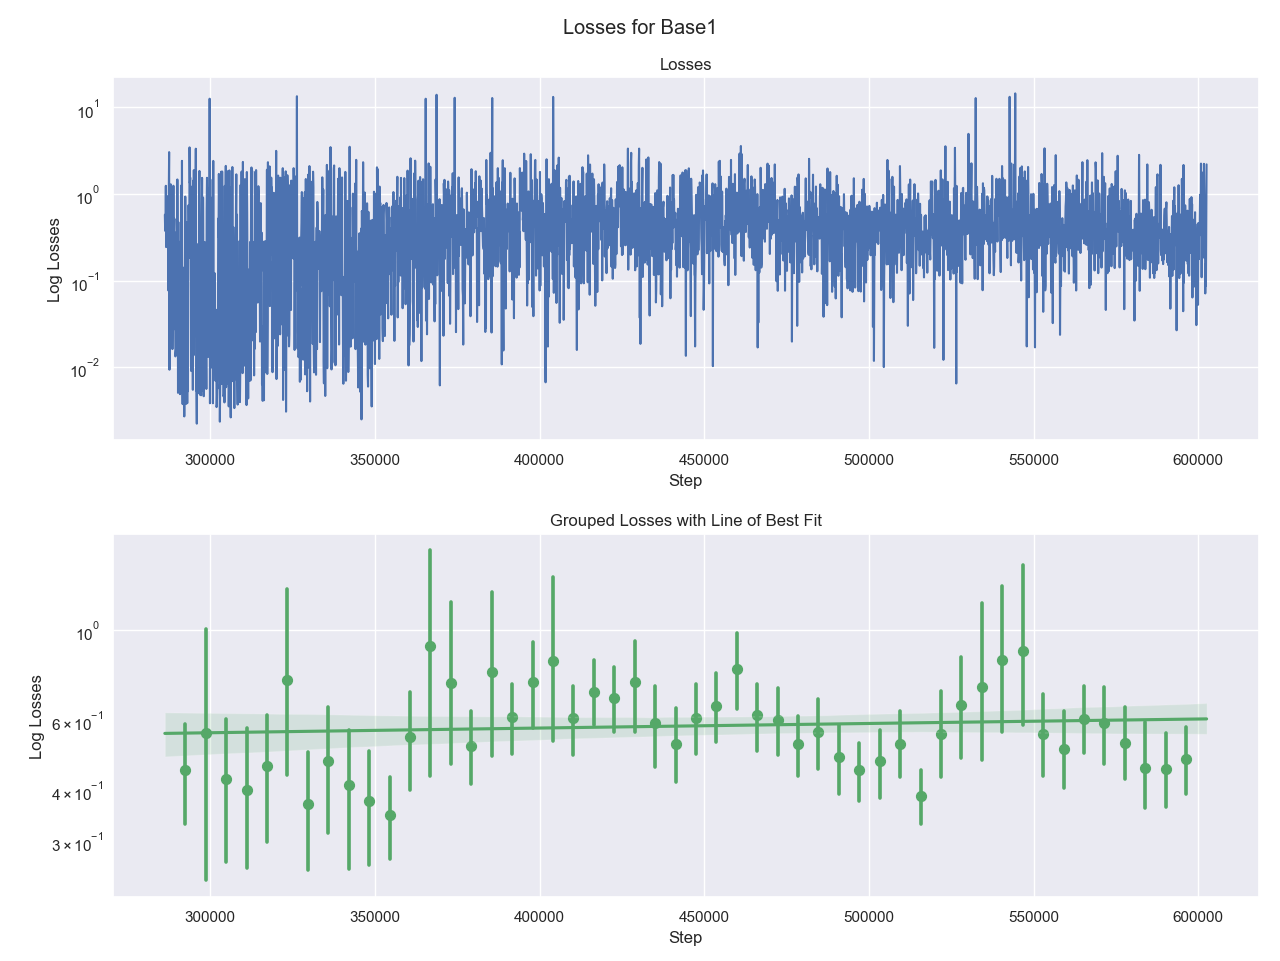 Losses for Base1
Losses
Log Losses
10^1
10^0
10^−1
10^−2
300000 350000 400000 450000 500000 550000 600000
Step
Grouped Losses with Line of Best Fit
Log Losses
10^0
6 × 10^−1
4 × 10^−1
3 × 10^−1
300000 350000 400000 450000 500000 550000 600000
Step